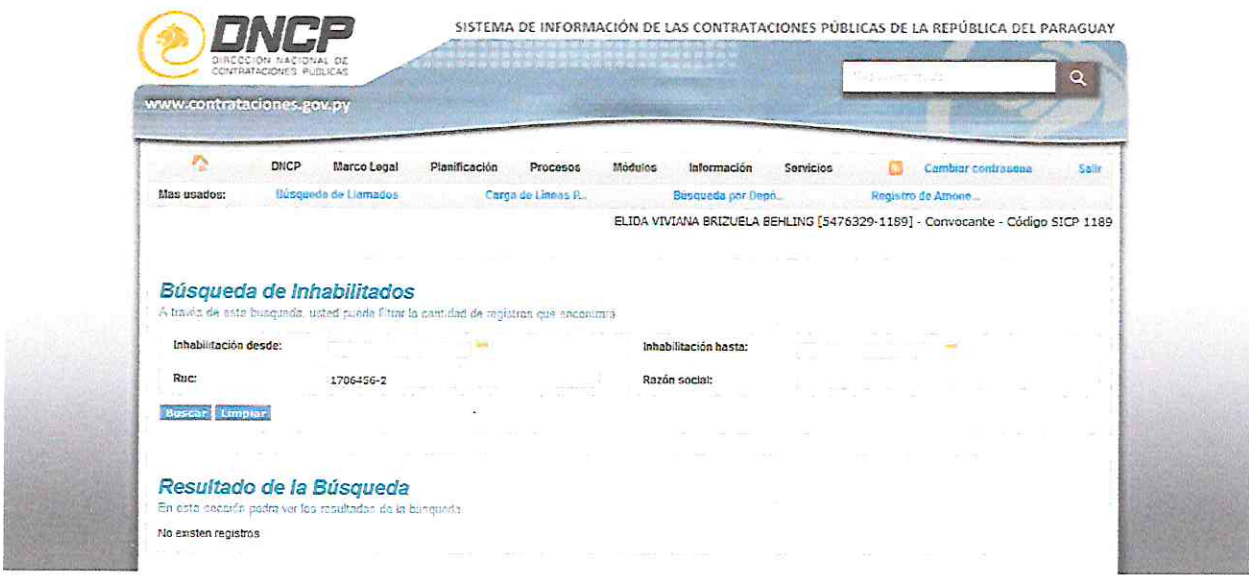 DNCP
DIRECCIÓN NACIONAL DE
CONTRATACIONES PÚBLICAS
SISTEMA DE INFORMACIÓN DE LAS CONTRATACIONES PÚBLICAS DE LA REPÚBLICA DEL PARAGUAY
www.contrataciones.gov.py
DNCP Marco Legal Planificación Procesos Módulos Información Servicios Cambiar contrasena Salir
Mas usados: Búsqueda de Llamados Carga de Lineas P... Búsqueda por Depó... Registro de Amone...
ELIDA VIVIANA BRIZUELA BEHLING [5476329-1189] - Convocante - Código SICP 1189
Búsqueda de Inhabilitados
A través de esta busqueda, usted puede filtrar la cantidad de registros que encontrará
Inhabilitación desde: Inhabilitación hasta:
Ruc: 1706456-2 Razón social:
Buscar Limpiar
Resultado de la Búsqueda
En esta sección podra ver los resultados de la busqueda
No existen registros